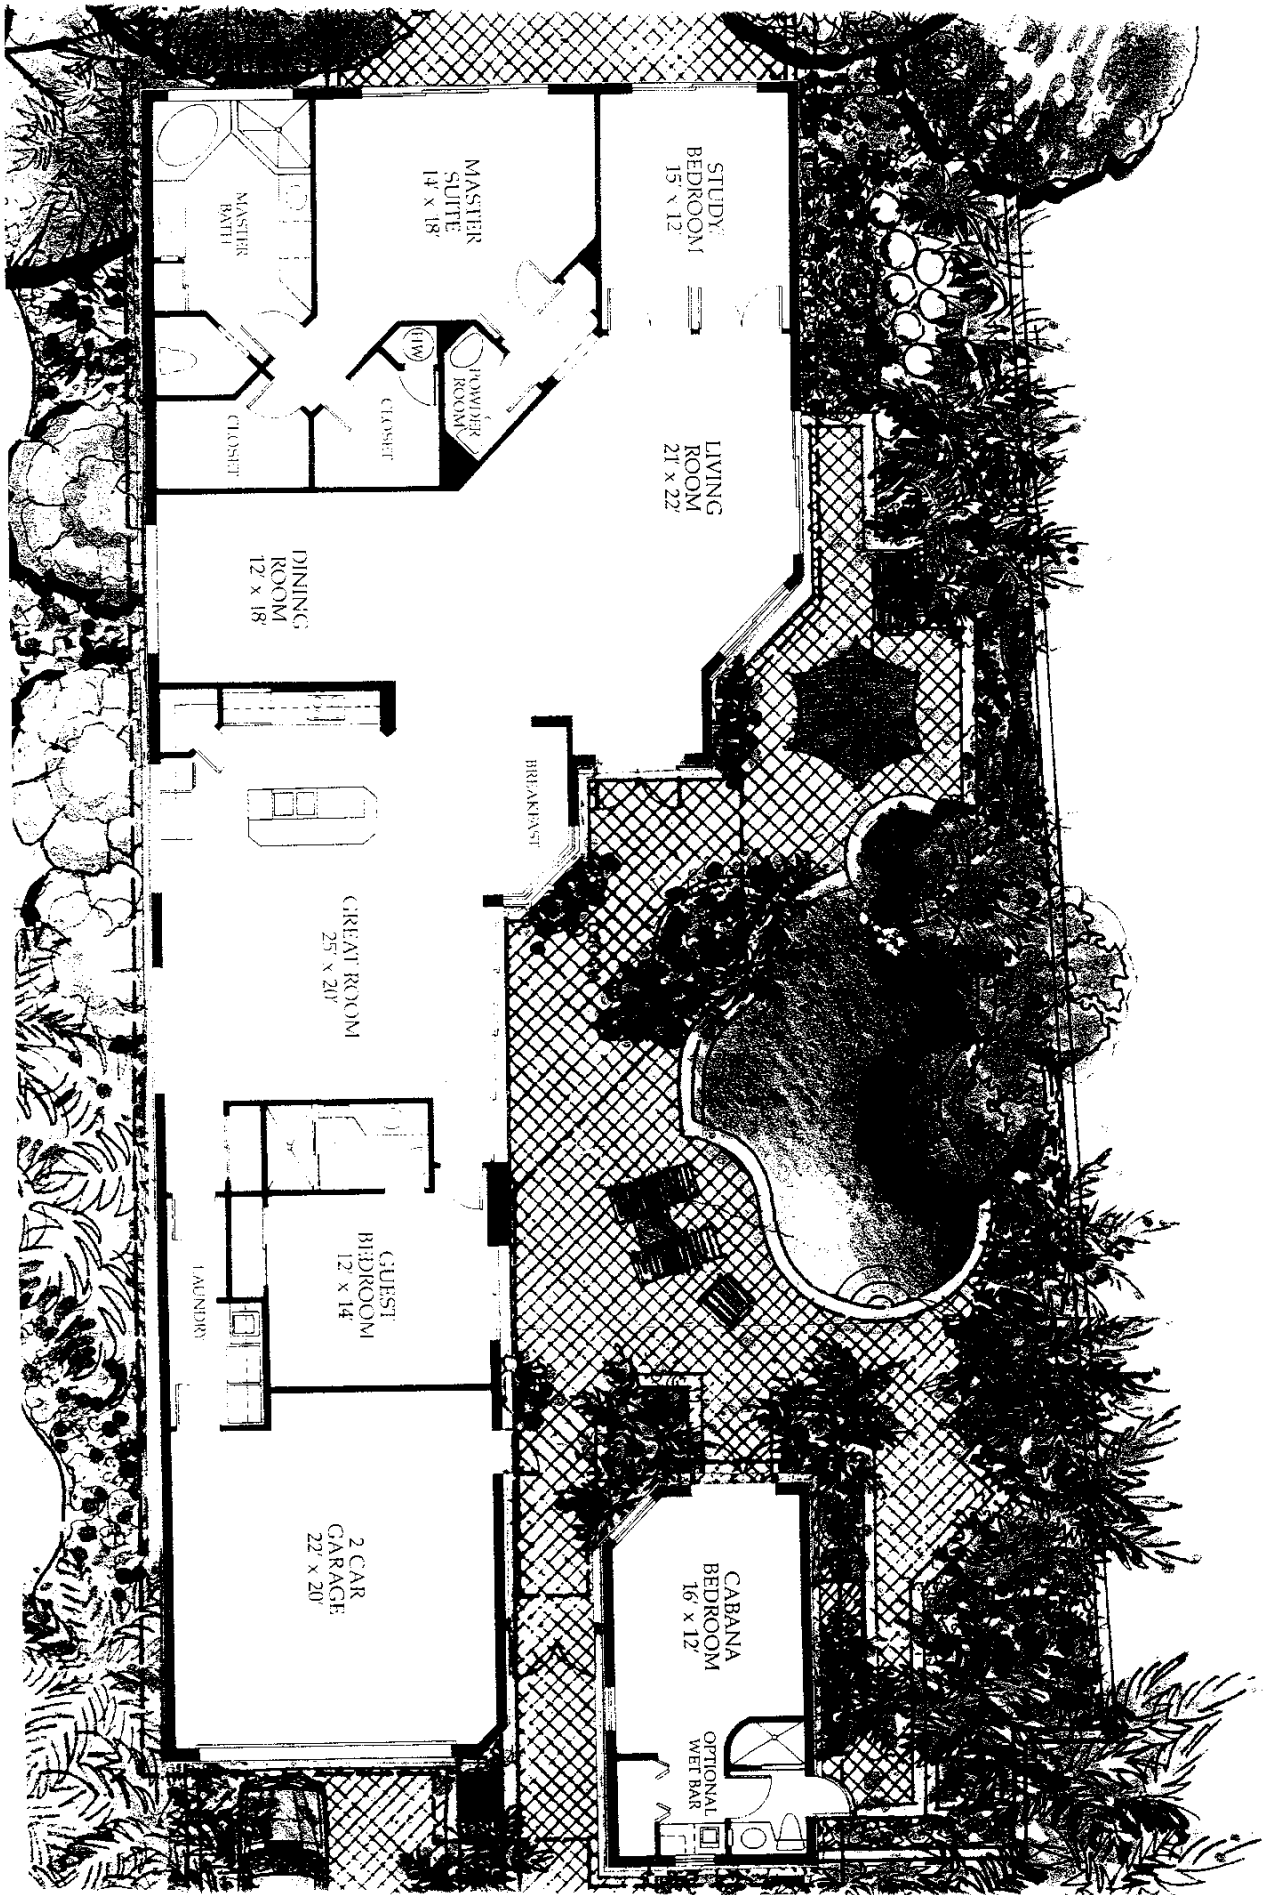 STUDY
BEDROOM
15' x 12'
MASTER
SUITE
14' x 18'
MASTER
BATH
HW
POWDER
ROOM
CLOSET
CLOSET
LIVING
ROOM
21' x 22'
DINING
ROOM
12' x 18'
BREAKFAST
GREAT ROOM
25' x 20'
GUEST
BEDROOM
12' x 14'
LAUNDRY
2 CAR
GARAGE
22' x 20'
CABANA
BEDROOM
16' x 12'
OPTIONAL
WET BAR